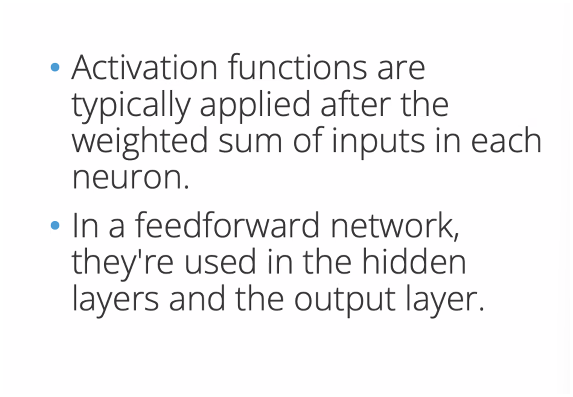 • Activation functions are
typically applied after the
weighted sum of inputs in each
neuron.
• In a feedforward network,
they're used in the hidden
layers and the output layer.